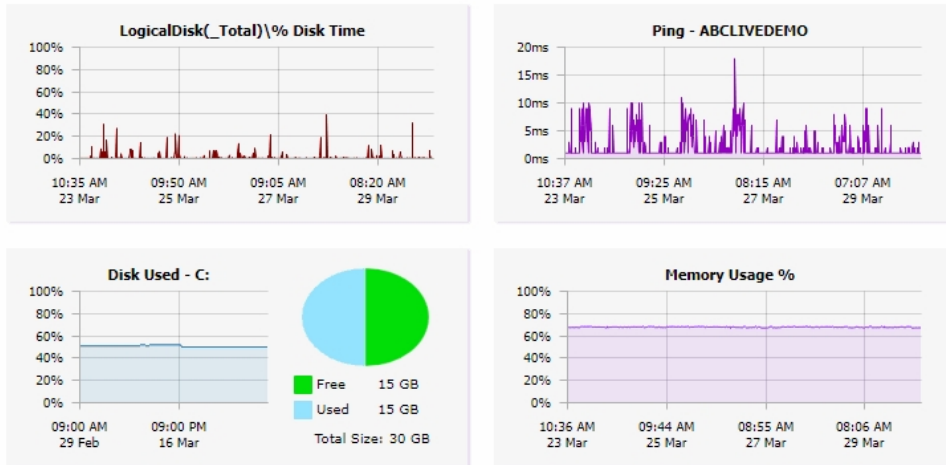 LogicalDisk(_Total)\% Disk Time
100%
80%
60%
40%
20%
0%
10:35 AM 09:50 PM 09:05 AM 08:20 AM
23 Mar 25 Mar 27 Mar 29 Mar
Ping - ABCLIVEDEMO
20ms
15ms
10ms
5ms
0ms
10:37 AM 09:25 AM 08:15 AM 07:07 AM
23 Mar 25 Mar 27 Mar 29 Mar
Disk Used - C:
100%
80%
60%
40%
20%
0%
09:00 AM 09:00 PM
29 Feb 16 Mar
Free 15 GB
Used 15 GB
Total Size: 30 GB
Memory Usage %
100%
80%
60%
40%
20%
0%
10:36 AM 09:44 AM 08:55 AM 08:06 AM
23 Mar 25 Mar 27 Mar 29 Mar